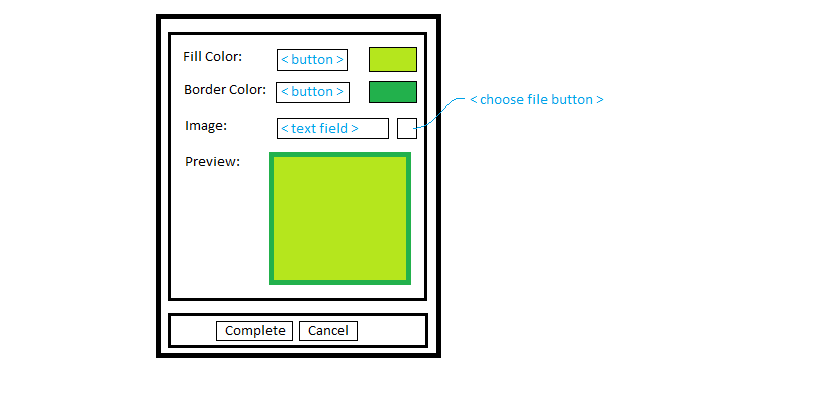 Fill Color: < button >
Border Color: < button >
< choose file button >
Image: < text field >
Preview:
Complete Cancel